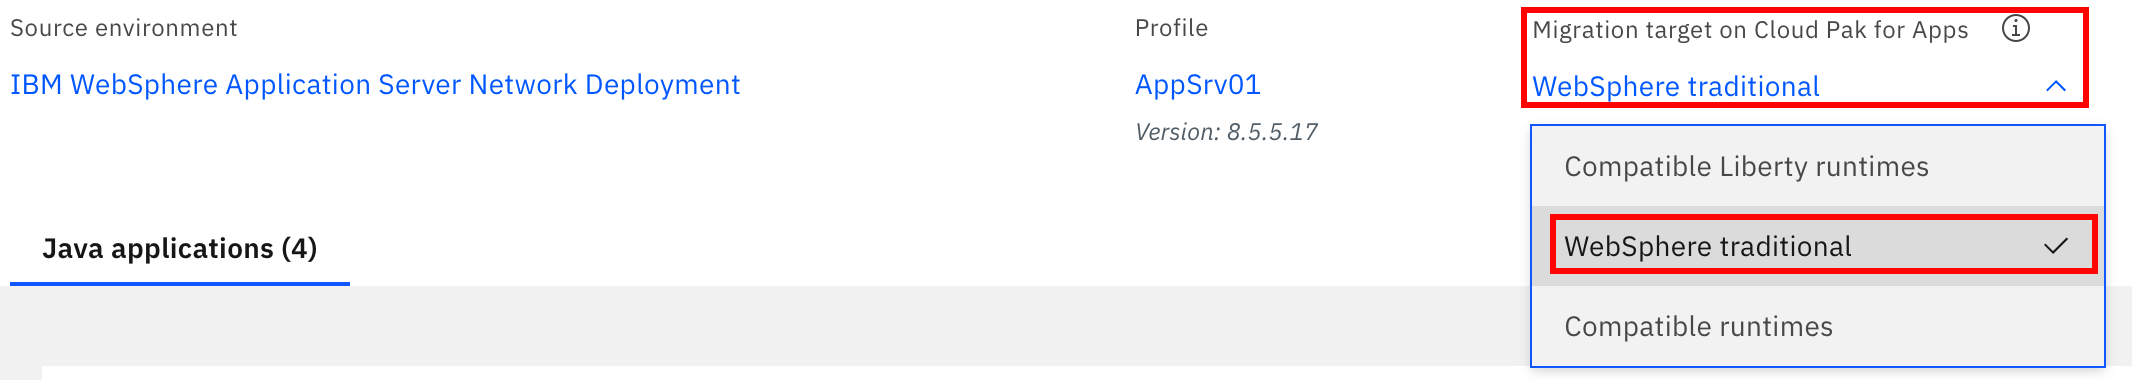 Source environment
IBM WebSphere Application Server Network Deployment
Profile
AppSrv01
Version: 8.5.5.17
Migration target on Cloud Pak for Apps
WebSphere traditional
Compatible Liberty runtimes
WebSphere traditional
Compatible runtimes
Java applications (4)